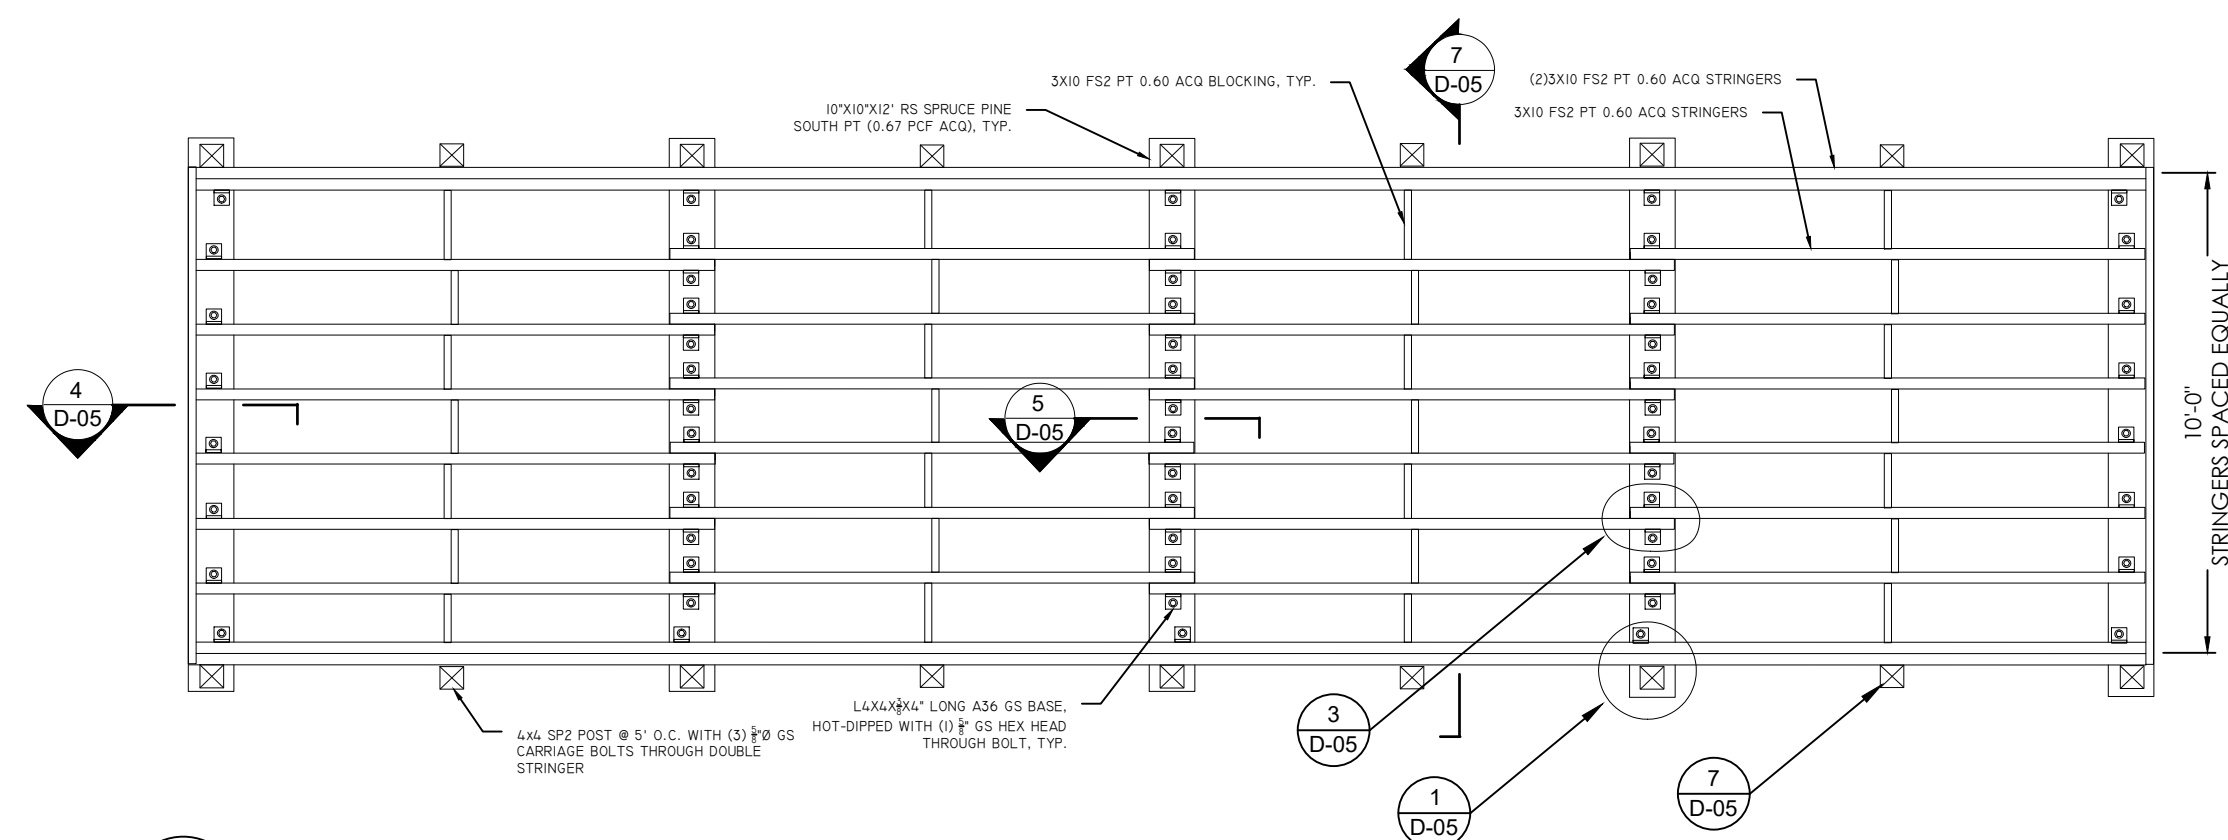 7
D-05
3X10 FS2 PT 0.60 ACQ BLOCKING, TYP.
(2)3X10 FS2 PT 0.60 ACQ STRINGERS
10"X10"X12' RS SPRUCE PINE
SOUTH PT (0.67 PCF ACQ), TYP.
3X10 FS2 PT 0.60 ACQ STRINGERS
4
D-05
5
D-05
10'-0"
STRINGERS SPACED EQUALLY
4x4 SP2 POST @ 5' O.C. WITH (3) 5/8"Ø GS
CARRIAGE BOLTS THROUGH DOUBLE
STRINGER
L4X4X3/8X4" LONG A36 GS BASE,
HOT-DIPPED WITH (1) 5/8" GS HEX HEAD
THROUGH BOLT, TYP.
3
D-05
1
D-05
7
D-05